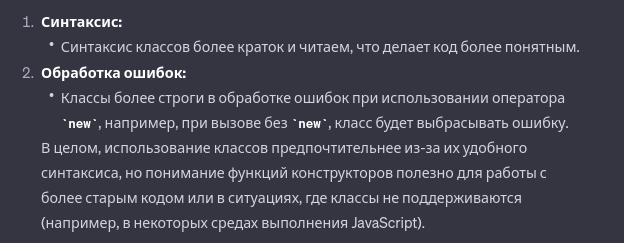 1. Синтаксис:
• Синтаксис классов более краток и читаем, что делает код более понятным.
2. Обработка ошибок:
• Классы более строги в обработке ошибок при использовании оператора
`new`, например, при вызове без `new`, класс будет выбрасывать ошибку.
В целом, использование классов предпочтительнее из-за их удобного
синтаксиса, но понимание функций конструкторов полезно для работы с
более старым кодом или в ситуациях, где классы не поддерживаются
(например, в некоторых средах выполнения JavaScript).